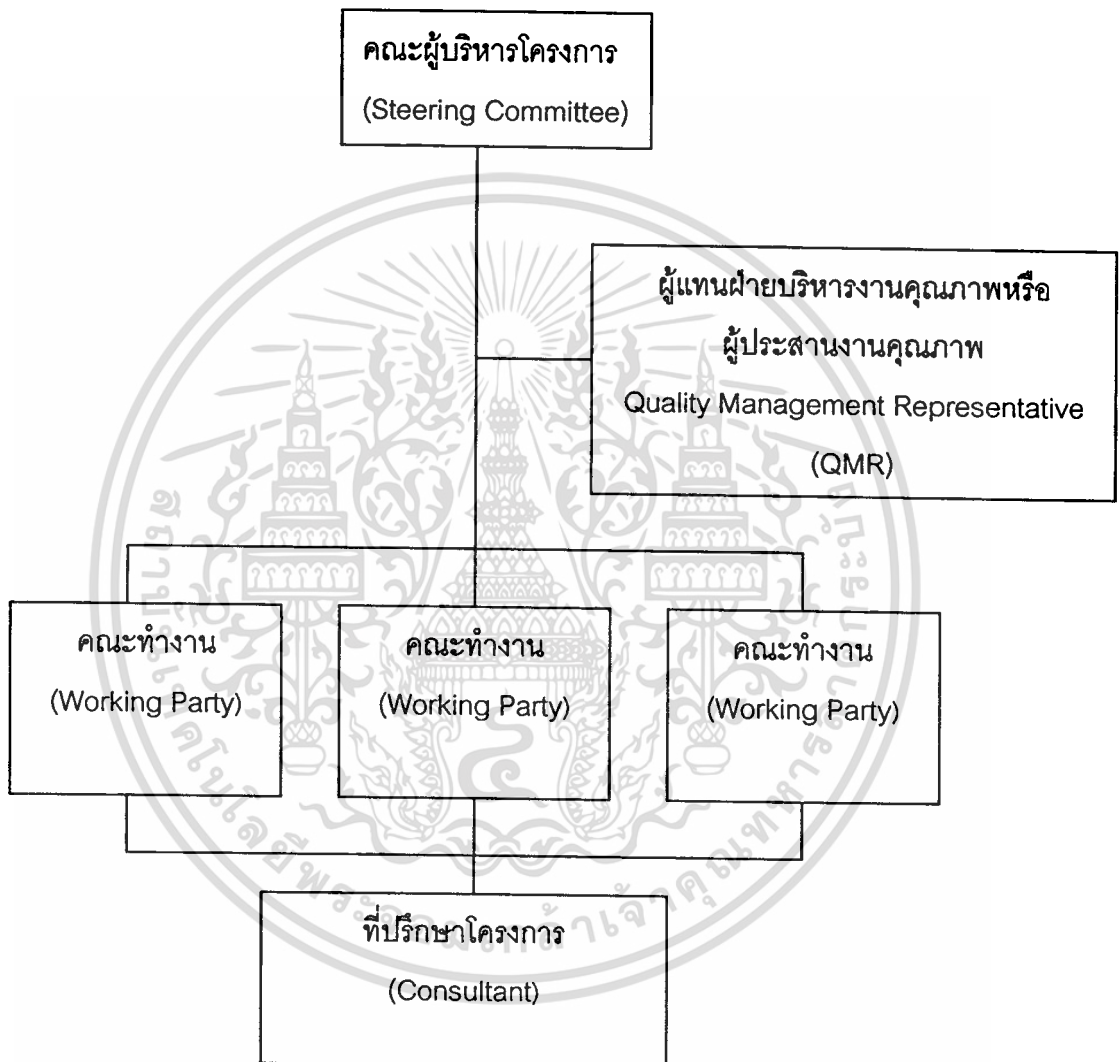 คณะผู้บริหารโครงการ
(Steering Committee)
ผู้แทนฝ่ายบริหารงานคุณภาพหรือ
ผู้ประสานงานคุณภาพ
Quality Management Representative
(QMR)
คณะทำงาน
(Working Party)
คณะทำงาน
(Working Party)
คณะทำงาน
(Working Party)
ที่ปรึกษาโครงการ
(Consultant)